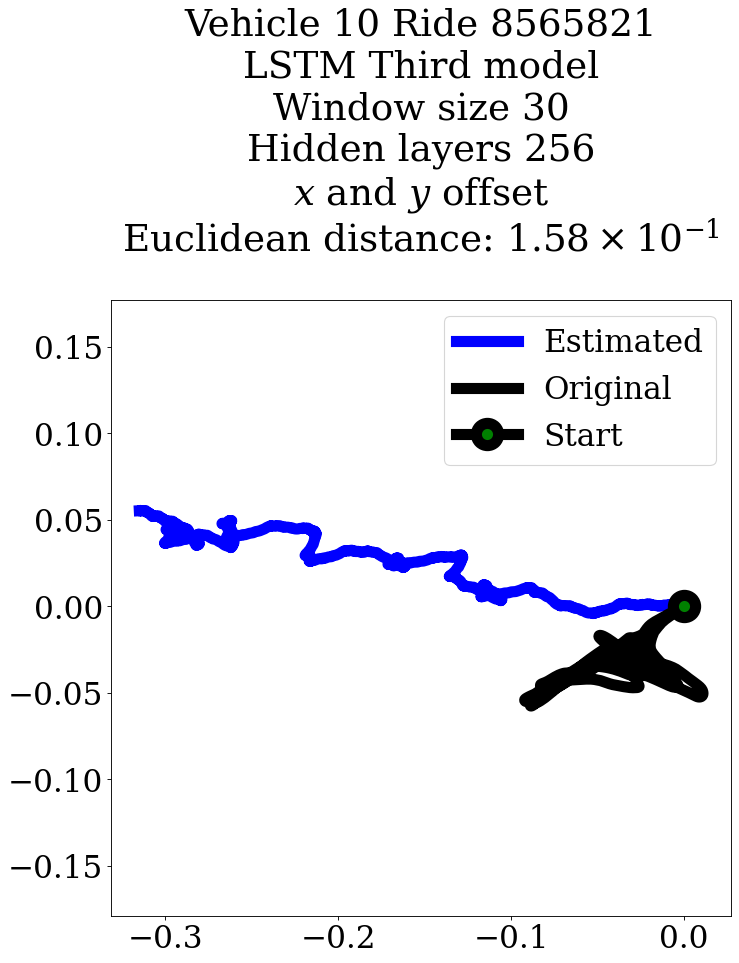 Vehicle 10 Ride 8565821
LSTM Third model
Window size 30
Hidden layers 256
x and y offset
Euclidean distance: 1.58 × 10⁻¹
Estimated
Original
Start
0.15
0.10
0.05
0.00
−0.05
−0.10
−0.15
−0.3 −0.2 −0.1 0.0